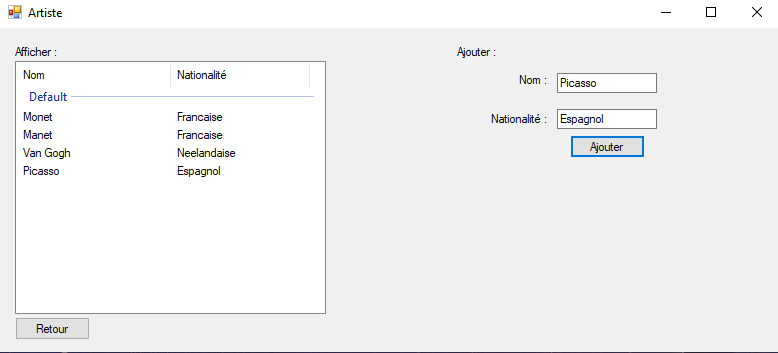 Artiste
Afficher :
Nom Nationalité
Default
Monet Francaise
Manet Francaise
Van Gogh Neelandaise
Picasso Espagnol
Retour
Ajouter :
Nom : Picasso
Nationalité : Espagnol
Ajouter